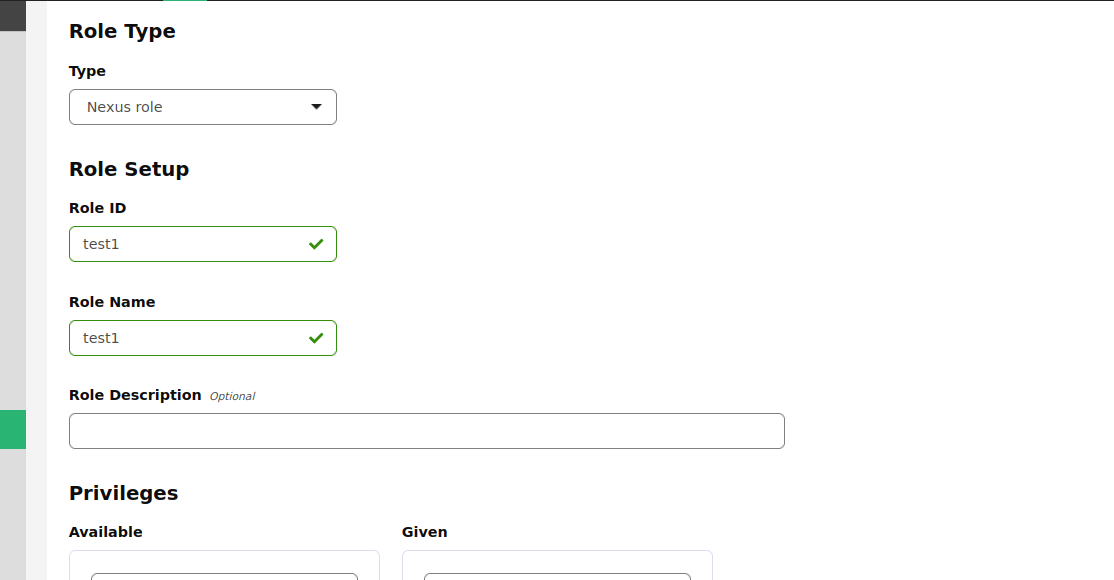 Role Type
Type
Nexus role
Role Setup
Role ID
test1
Role Name
test1
Role Description Optional
Privileges
Available Given